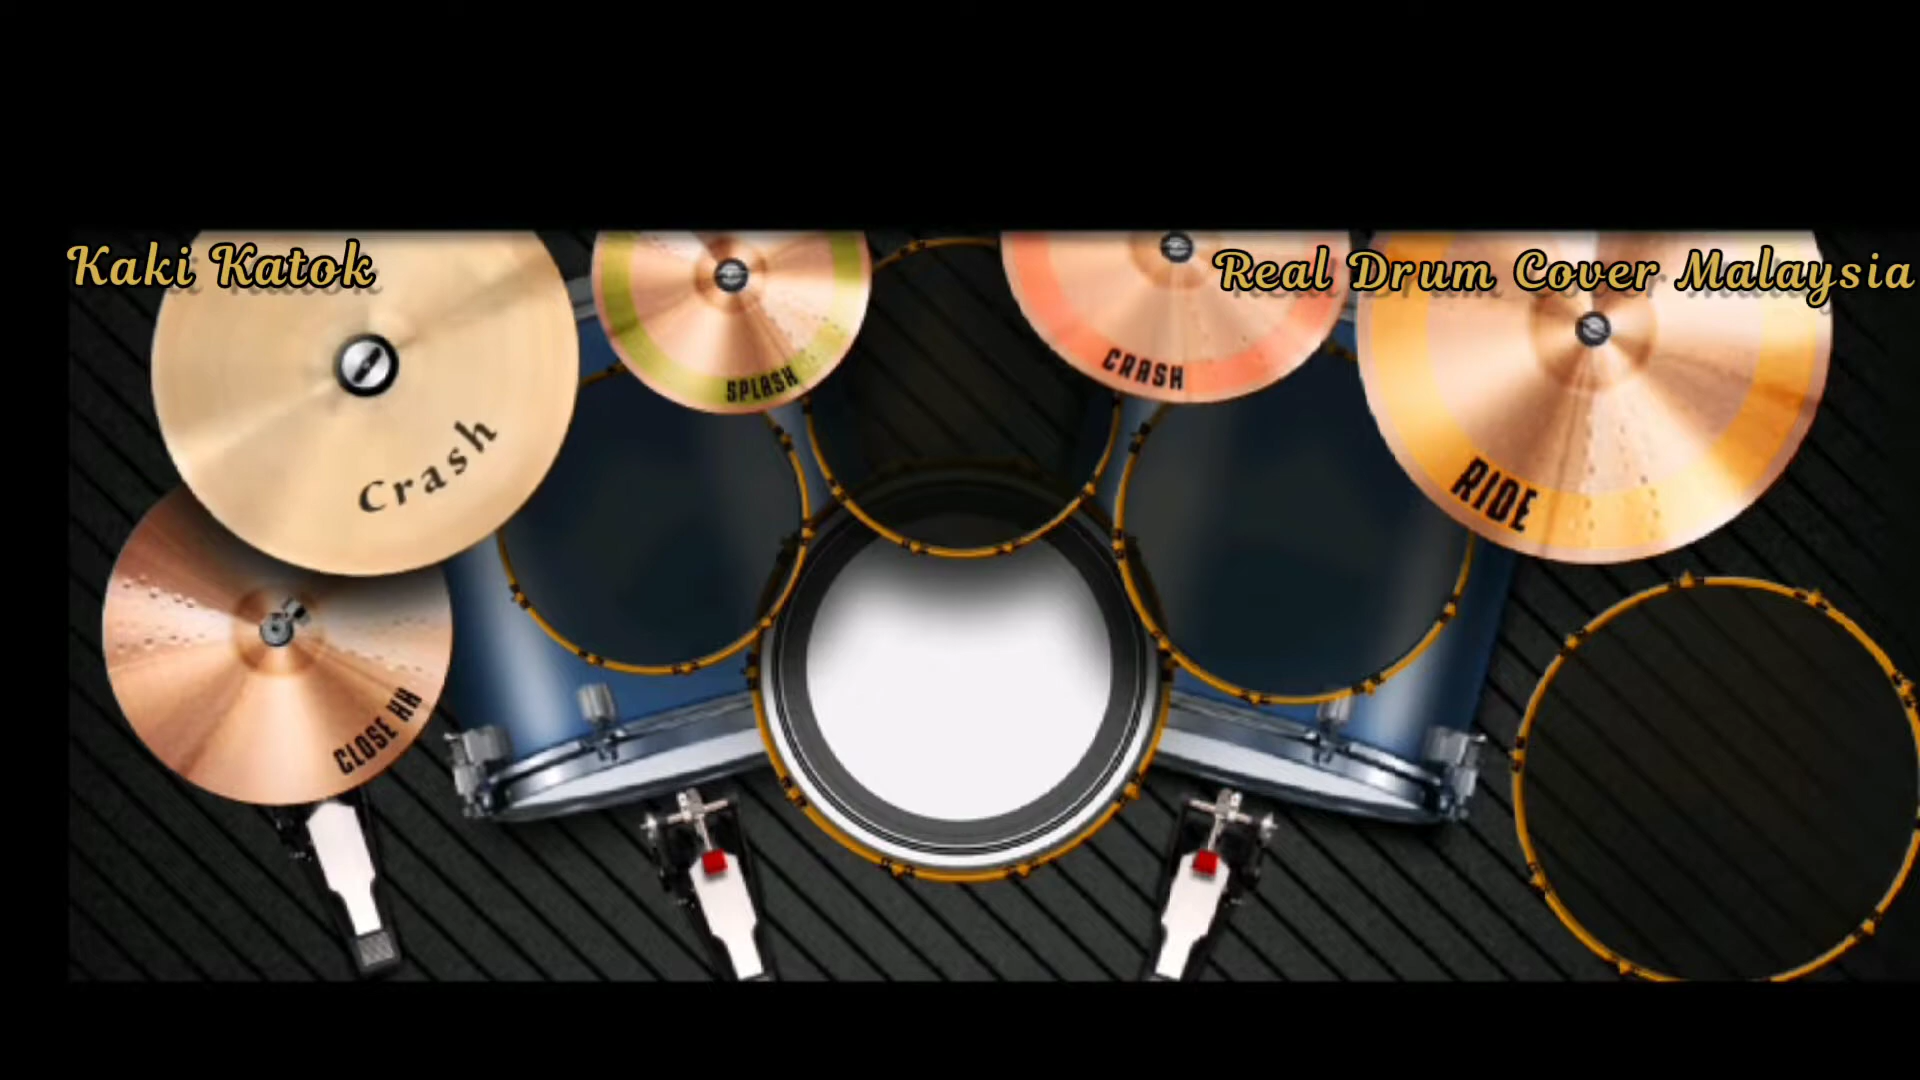 Kaki Katok
Real Drum Cover Malaysia
Crash
SPLASH
CRASH
RIDE
CLOSE HH